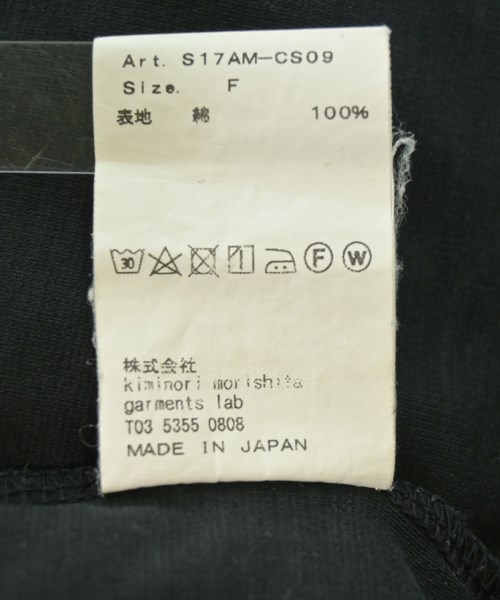 Art. S17AM-CS09
Size. F
表地 綿 100%
30 F W
株式会社
kiminori morishita
garments lab
T03 5355 0808
MADE IN JAPAN